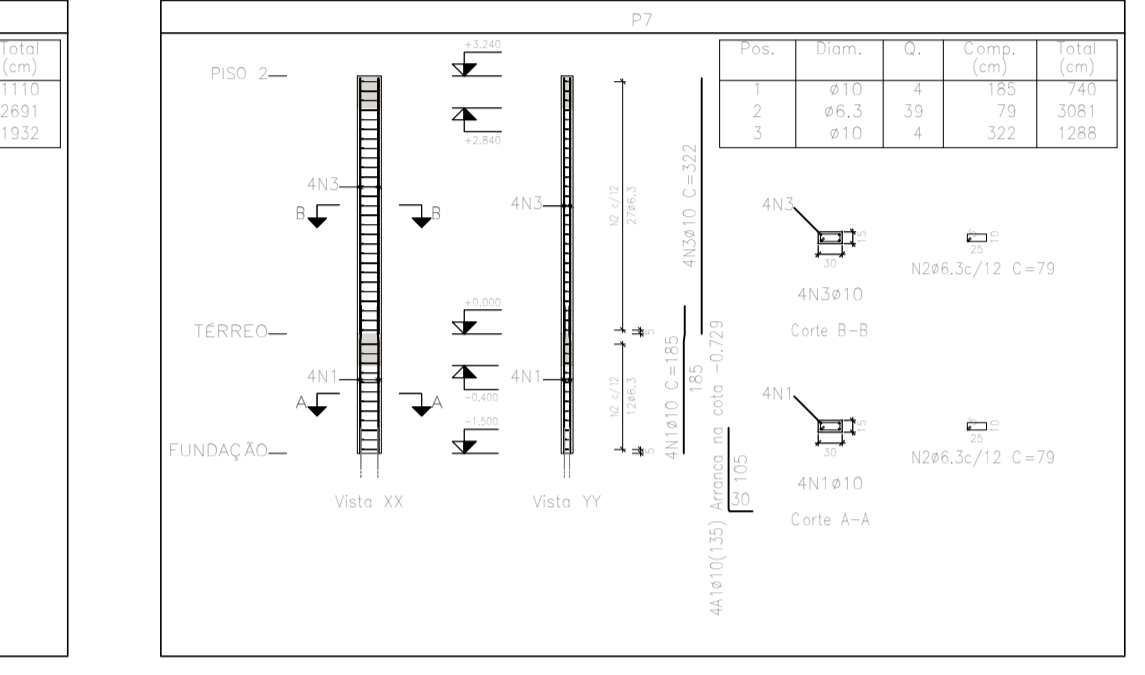 Total
(cm)
1110
2691
1932
P7
Pos. Diam. Q. Comp. (cm) Total (cm)
1 ø10 4 185 740
2 ø6.3 39 79 3081
3 ø10 4 322 1288
PISO 2
+3.240
+2.840
4N3
B B
4N3
N2 c/12
27ø6.3
4N3ø10 C=322
TÉRREO
+0.000
5
4N1
-0.400
A A
-1.500
4N1
N2 c/12
12ø6.3
5
4N1ø10 C=185
185
FUNDAÇÃO
Vista XX
Vista YY
4A1ø10(135) Arranca na cota -0.729
105
30
4N3
15
30
4N3ø10
Corte B-B
25
10
N2ø6.3c/12 C=79
4N1
15
30
4N1ø10
Corte A-A
25
10
N2ø6.3c/12 C=79